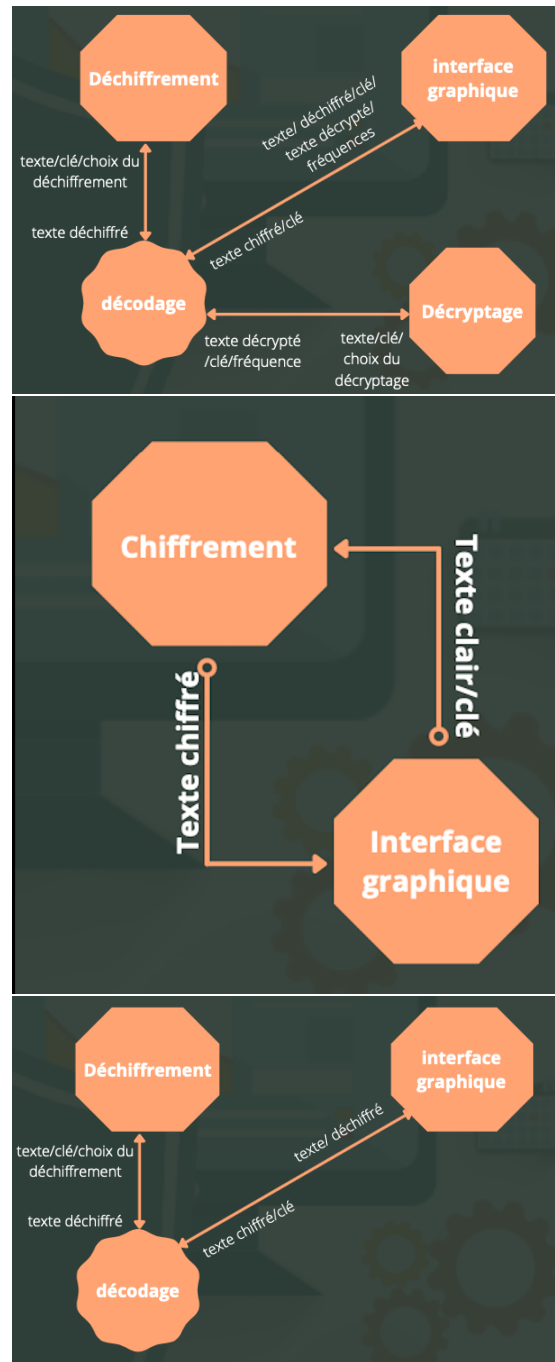 Déchiffrement
interface
graphique
texte/ déchiffré/clé/
texte décrypté/
fréquences
texte/clé/choix du
déchiffrement
texte déchiffré
texte chiffré/clé
décodage
Décryptage
texte décrypté
/clé/fréquence
texte/clé/
choix du
décryptage
Chiffrement
Texte clair/clé
Texte chiffré
Interface
graphique
Déchiffrement
interface
graphique
texte/clé/choix du
déchiffrement
texte/ déchiffré
texte déchiffré
texte chiffré/clé
décodage